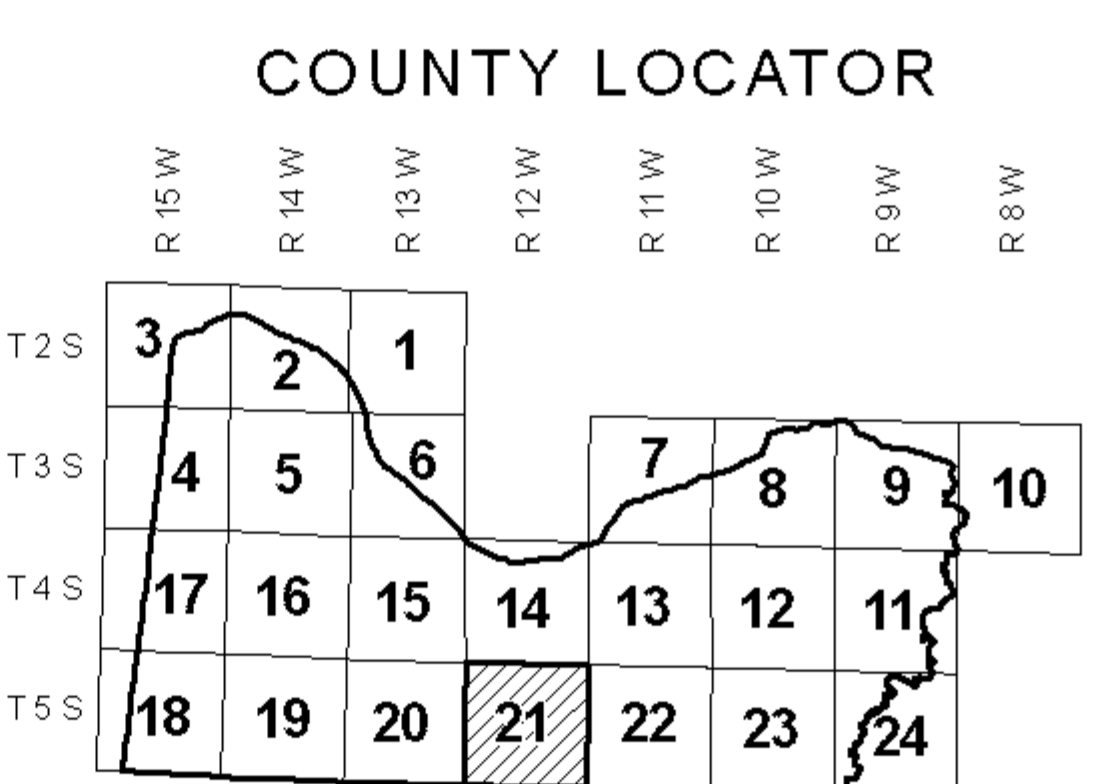 COUNTY LOCATOR
R 15 W R 14 W R 13 W R 12 W R 11 W R 10 W R 9 W R 8 W
T 2 S 3 2 1
T 3 S 4 5 6 7 8 9 10
T 4 S 17 16 15 14 13 12 11
T 5 S 18 19 20 21 22 23 24